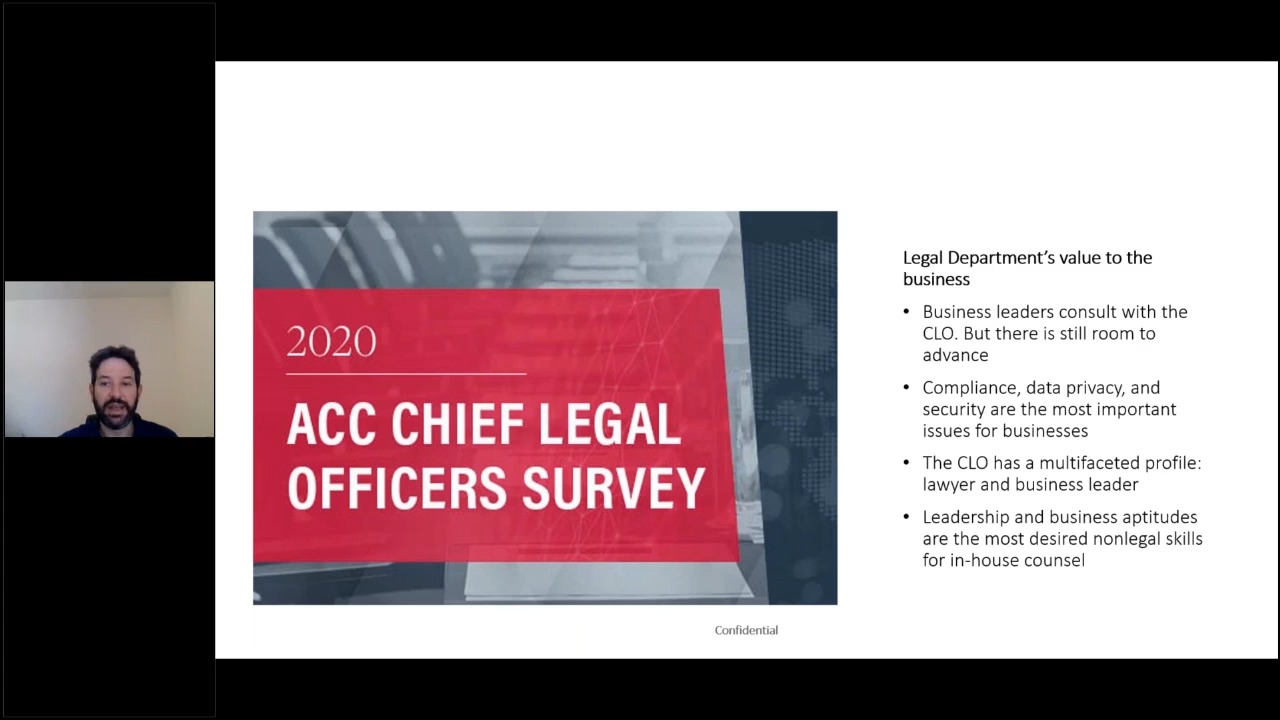 2020
ACC CHIEF LEGAL
OFFICERS SURVEY
Legal Department's value to the
business
• Business leaders consult with the
CLO. But there is still room to
advance
• Compliance, data privacy, and
security are the most important
issues for businesses
• The CLO has a multifaceted profile:
lawyer and business leader
• Leadership and business aptitudes
are the most desired nonlegal skills
for in-house counsel
Confidential